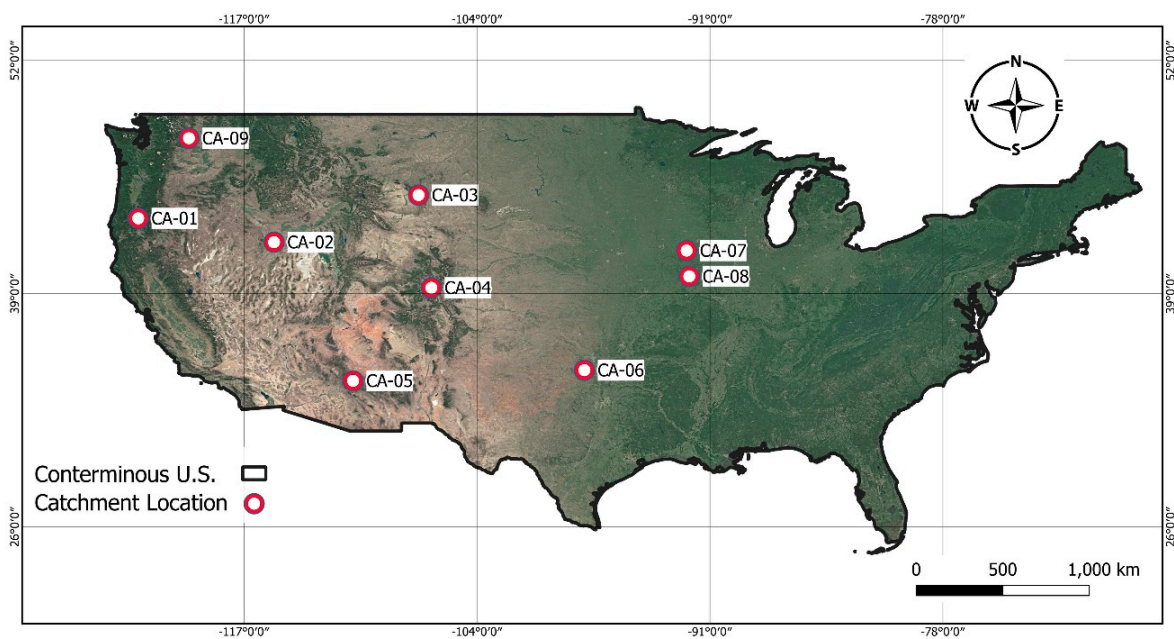 -117°0'0"
-104°0'0"
-91°0'0"
-78°0'0"
52°0'0"
52°0'0"
N
W
E
S
CA-09
CA-03
CA-01
CA-02
CA-07
CA-08
CA-04
39°0'0"
39°0'0"
CA-06
CA-05
Conterminous U.S.
Catchment Location
26°0'0"
26°0'0"
0
500
1,000 km
-117°0'0"
-104°0'0"
-91°0'0"
-78°0'0"